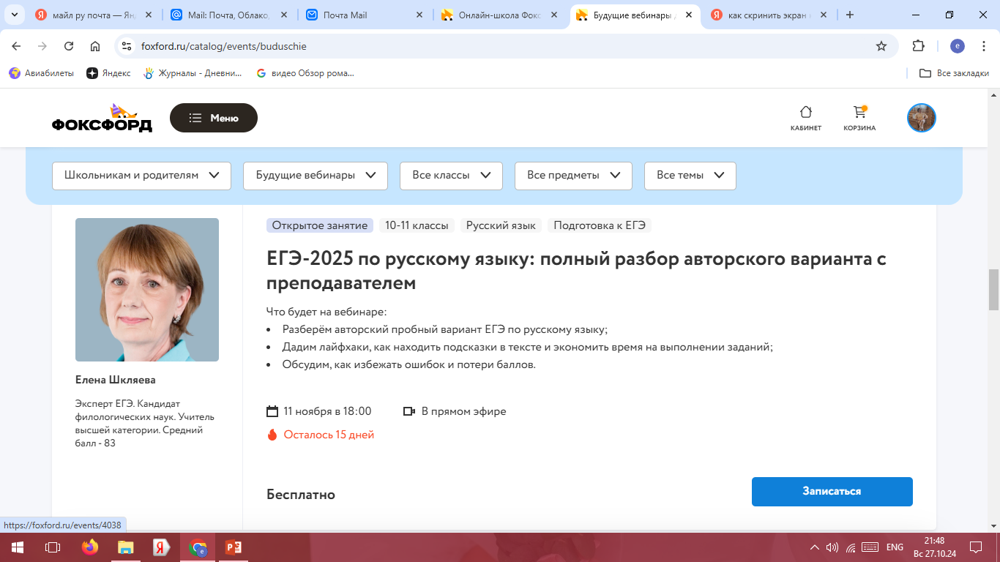 майл ру почта — Ян
Mail: Почта, Облако,
Почта Mail
Онлайн-школа Фокс
Будущие вебинары д
как скринить экран н
foxford.ru/catalog/events/buduschie
e
Авиабилеты
Яндекс
Журналы - Дневни...
видео Обзор рома...
Все закладки
ФОКСФОРД
Меню
КАБИНЕТ
КОРЗИНА
Школьникам и родителям
Будущие вебинары
Все классы
Все предметы
Все темы
Открытое занятие
10-11 классы
Русский язык
Подготовка к ЕГЭ
ЕГЭ-2025 по русскому языку: полный разбор авторского варианта с
преподавателем
Что будет на вебинаре:
• Разберём авторский пробный вариант ЕГЭ по русскому языку;
• Дадим лайфхаки, как находить подсказки в тексте и экономить время на выполнении заданий;
• Обсудим, как избежать ошибок и потери баллов.
Елена Шкляева
Эксперт ЕГЭ. Кандидат
филологических наук. Учитель
высшей категории. Средний
балл - 83
11 ноября в 18:00
В прямом эфире
Осталось 15 дней
Бесплатно
Записаться
https://foxford.ru/events/4038
ENG
21:48
Вс 27.10.24